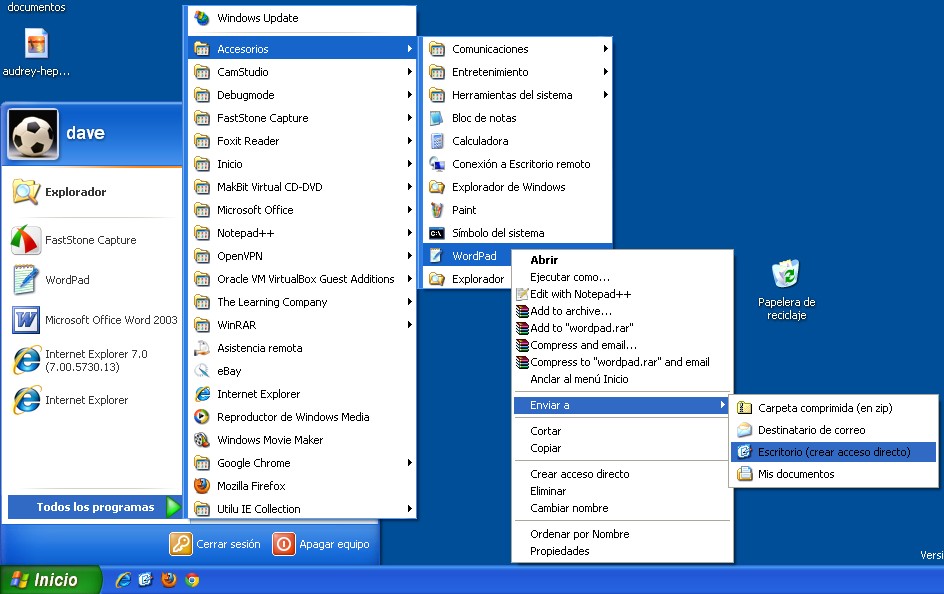 documentos
audrey-hep...
dave
Explorador
FastStone Capture
WordPad
Microsoft Office Word 2003
Internet Explorer 7.0
(7.00.5730.13)
Internet Explorer
Todos los programas
Cerrar sesión
Apagar equipo
Inicio
Windows Update
Accesorios
CamStudio
Debugmode
FastStone Capture
Foxit Reader
Inicio
MakBit Virtual CD-DVD
Microsoft Office
Notepad++
OpenVPN
Oracle VM VirtualBox Guest Additions
The Learning Company
WinRAR
Asistencia remota
eBay
Internet Explorer
Reproductor de Windows Media
Windows Movie Maker
Google Chrome
Mozilla Firefox
Utilu IE Collection
Comunicaciones
Entretenimiento
Herramientas del sistema
Bloc de notas
Calculadora
Conexión a Escritorio remoto
Explorador de Windows
Paint
Símbolo del sistema
WordPad
Explorador
Abrir
Ejecutar como...
Edit with Notepad++
Add to archive...
Add to "wordpad.rar"
Compress and email...
Compress to "wordpad.rar" and email
Anclar al menú Inicio
Enviar a
Cortar
Copiar
Crear acceso directo
Eliminar
Cambiar nombre
Ordenar por Nombre
Propiedades
Carpeta comprimida (en zip)
Destinatario de correo
Escritorio (crear acceso directo)
Mis documentos
Papelera de
reciclaje
Versi